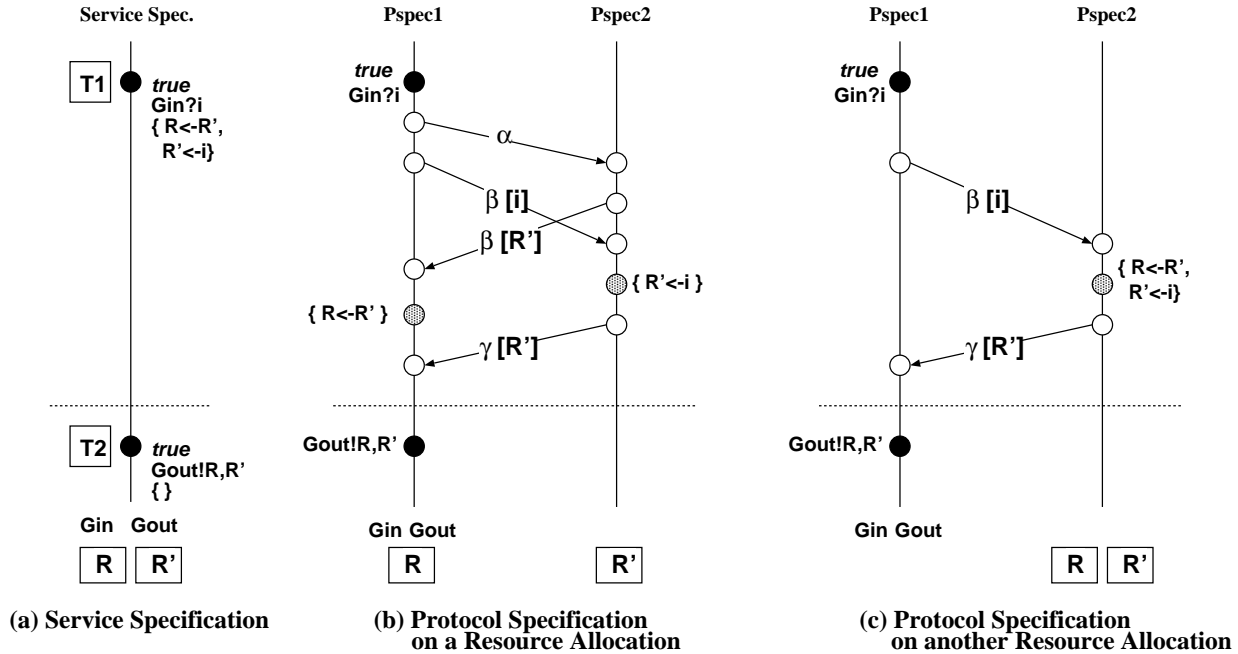 Service Spec.
T1
true
Gin?i
{ R<-R',
R'<-i}
T2
true
Gout!R,R'
{ }
Gin Gout
R R'
(a) Service Specification
Pspec1 Pspec2
true
Gin?i
α
β [i]
β [R']
{ R'<-i }
{ R<-R' }
γ [R']
Gout!R,R'
Gin Gout
R R'
(b) Protocol Specification
on a Resource Allocation
Pspec1 Pspec2
true
Gin?i
β [i]
{ R<-R',
R'<-i}
γ [R']
Gout!R,R'
Gin Gout
R R'
(c) Protocol Specification
on another Resource Allocation